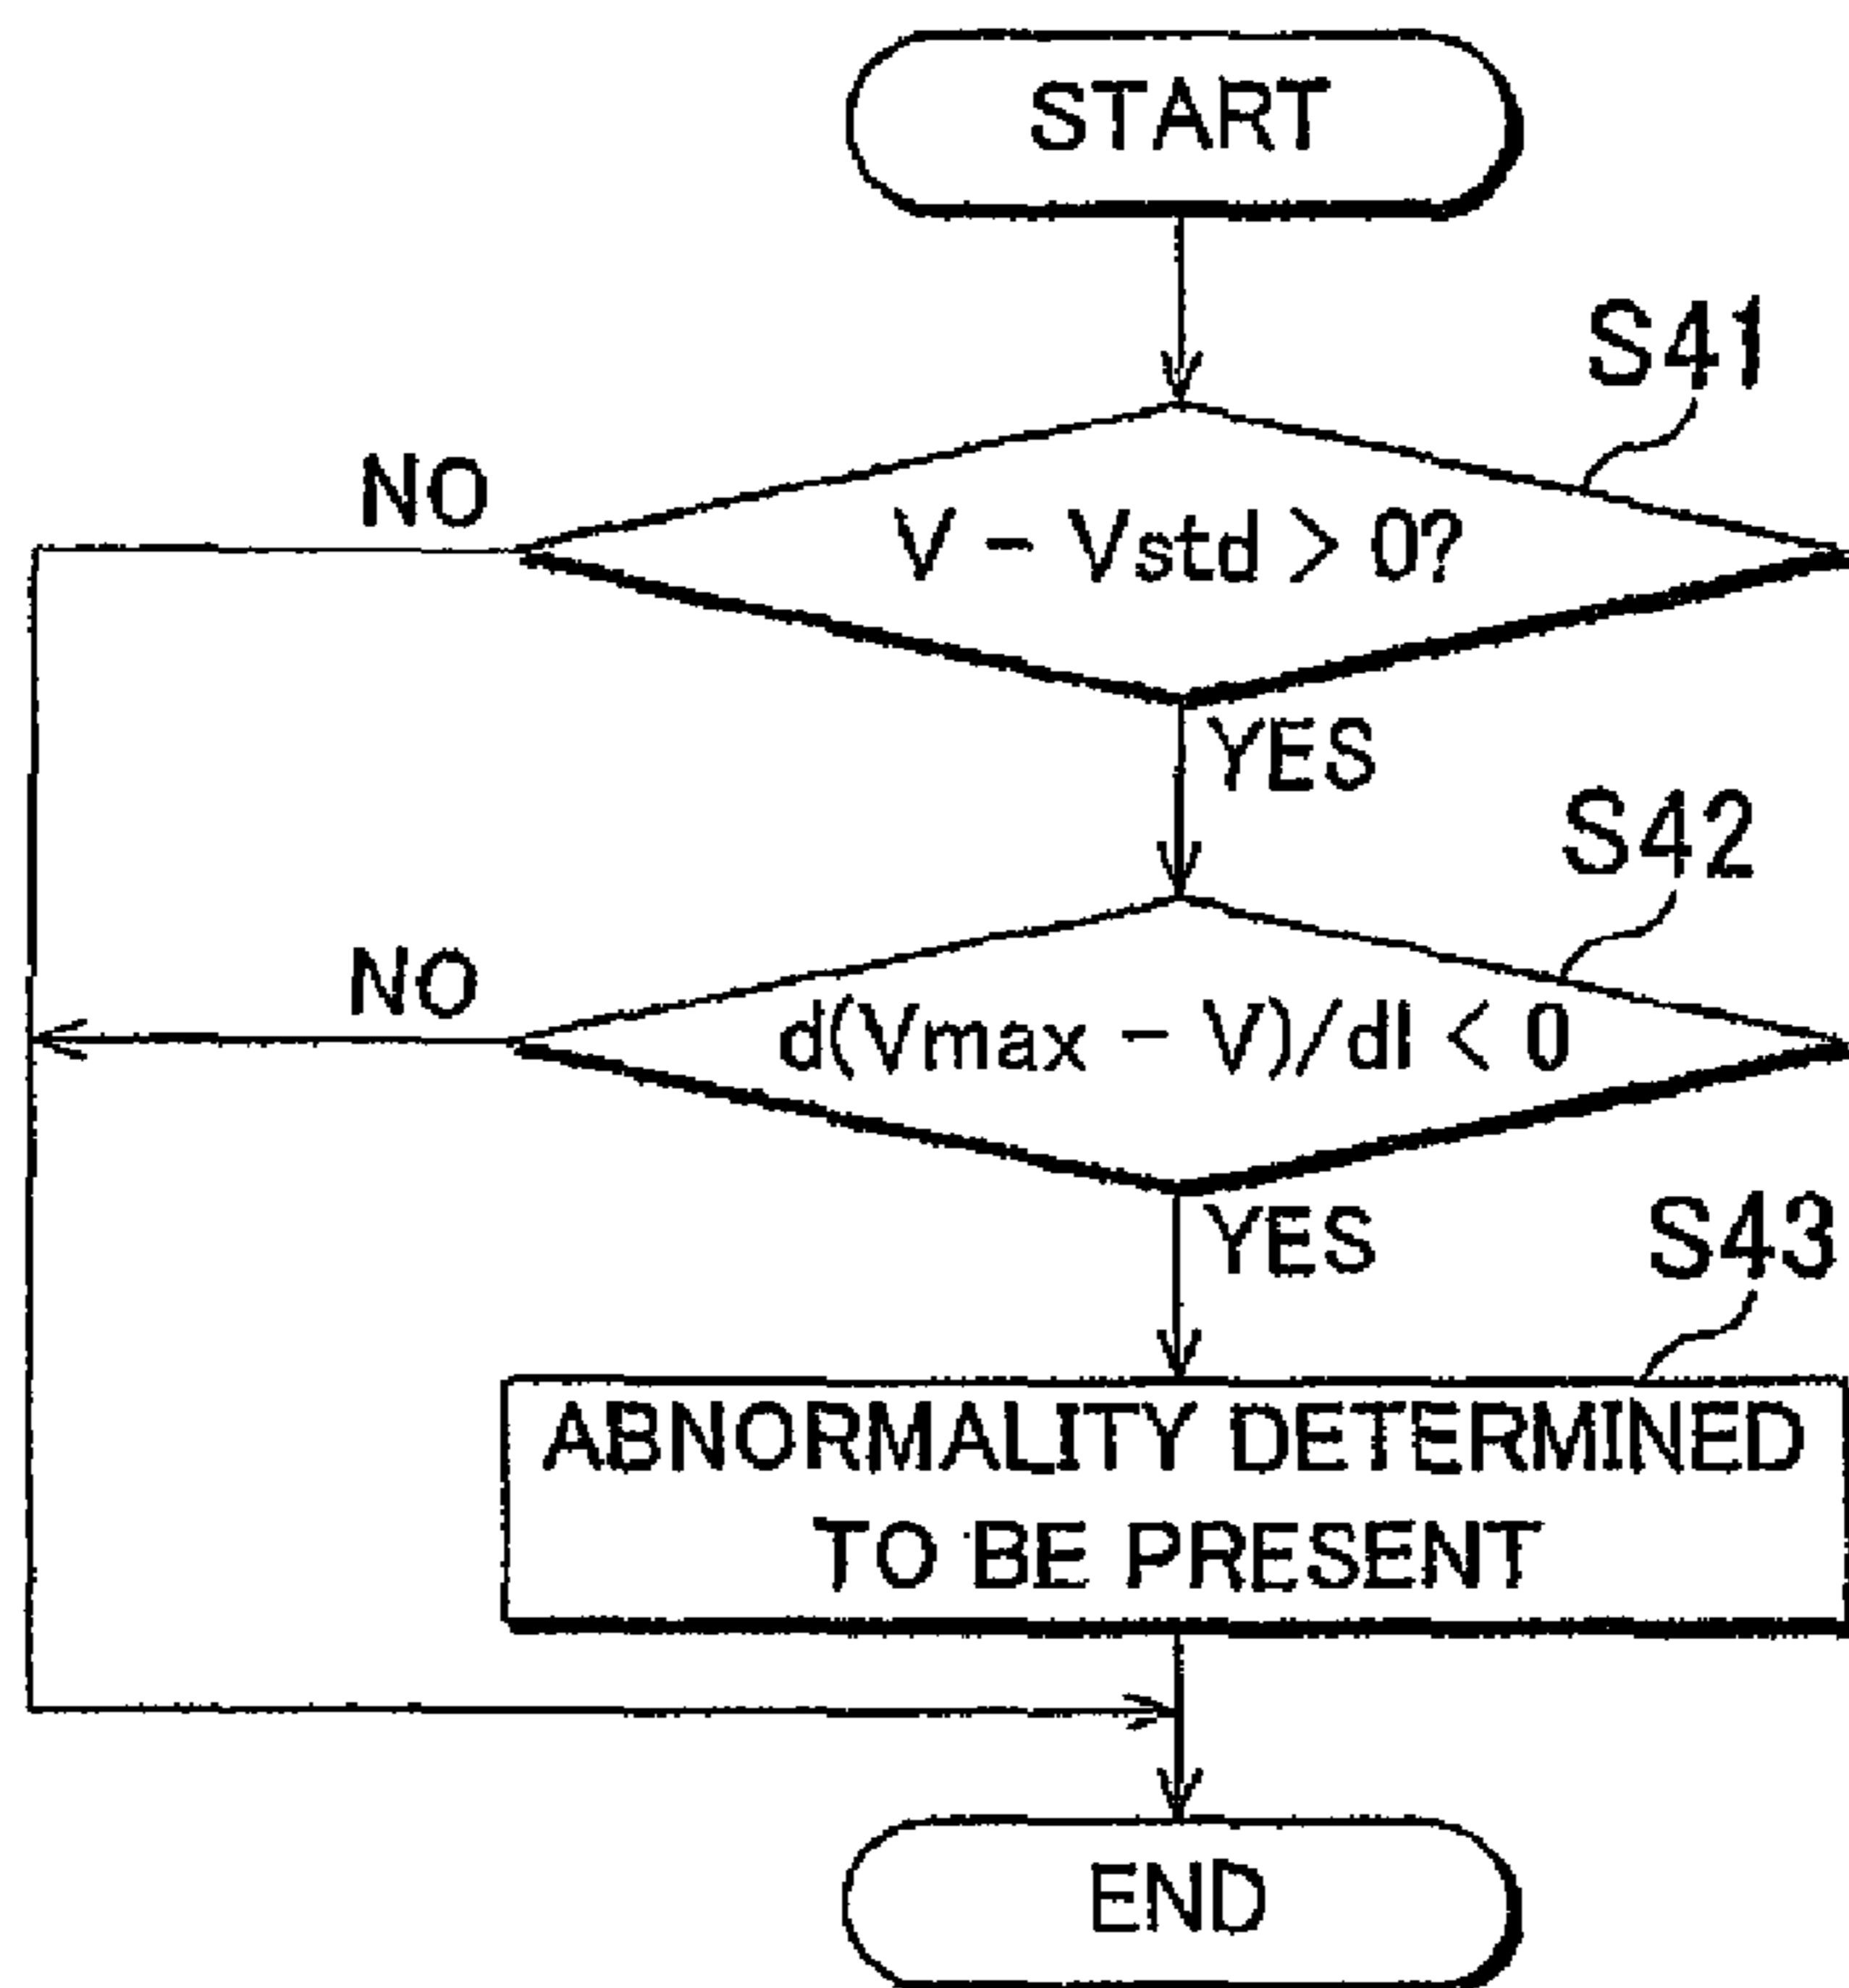 START
S41
NO
V - Vstd > 0?
YES
S42
NO
d(Vmax - V)/dI < 0
YES
S43
ABNORMALITY DETERMINED
TO BE PRESENT
END